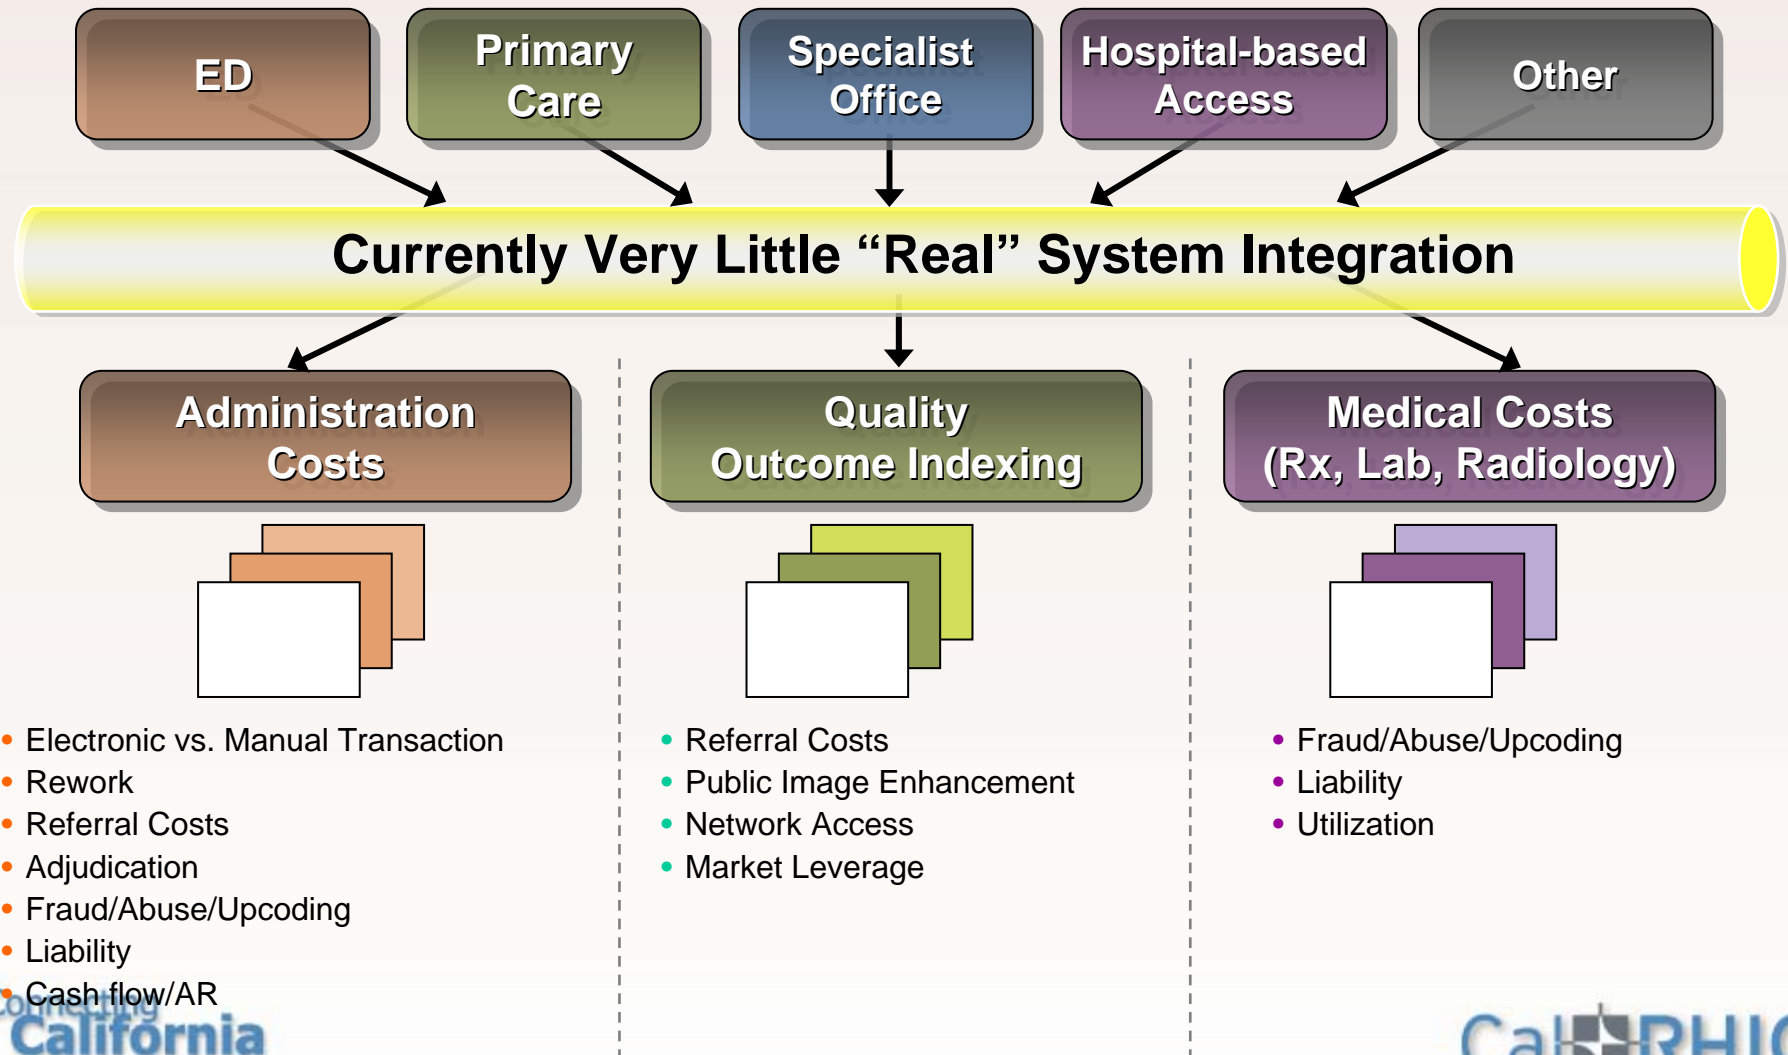 ED
Primary
Care
Specialist
Office
Hospital-based
Access
Other
Currently Very Little “Real” System Integration
Administration
Costs
Quality
Outcome Indexing
Medical Costs
(Rx, Lab, Radiology)
• Electronic vs. Manual Transaction
• Rework
• Referral Costs
• Adjudication
• Fraud/Abuse/Upcoding
• Liability
• Cash flow/AR
• Referral Costs
• Public Image Enhancement
• Network Access
• Market Leverage
• Fraud/Abuse/Upcoding
• Liability
• Utilization
Connecting
California
CalRHIO